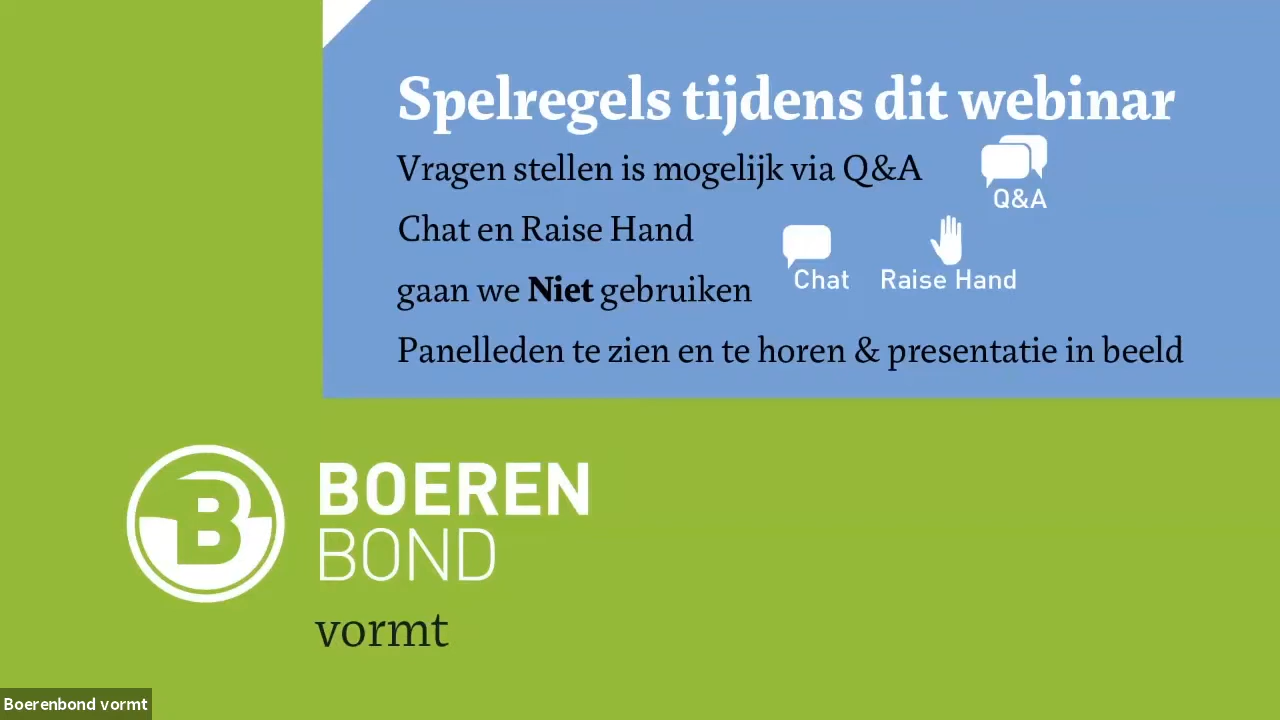 Spelregels tijdens dit webinar
Vragen stellen is mogelijk via Q&A
Q&A
Chat en Raise Hand
gaan we Niet gebruiken
Chat
Raise Hand
Panelleden te zien en te horen & presentatie in beeld
B
BOEREN
BOND
vormt
Boerenbond vormt